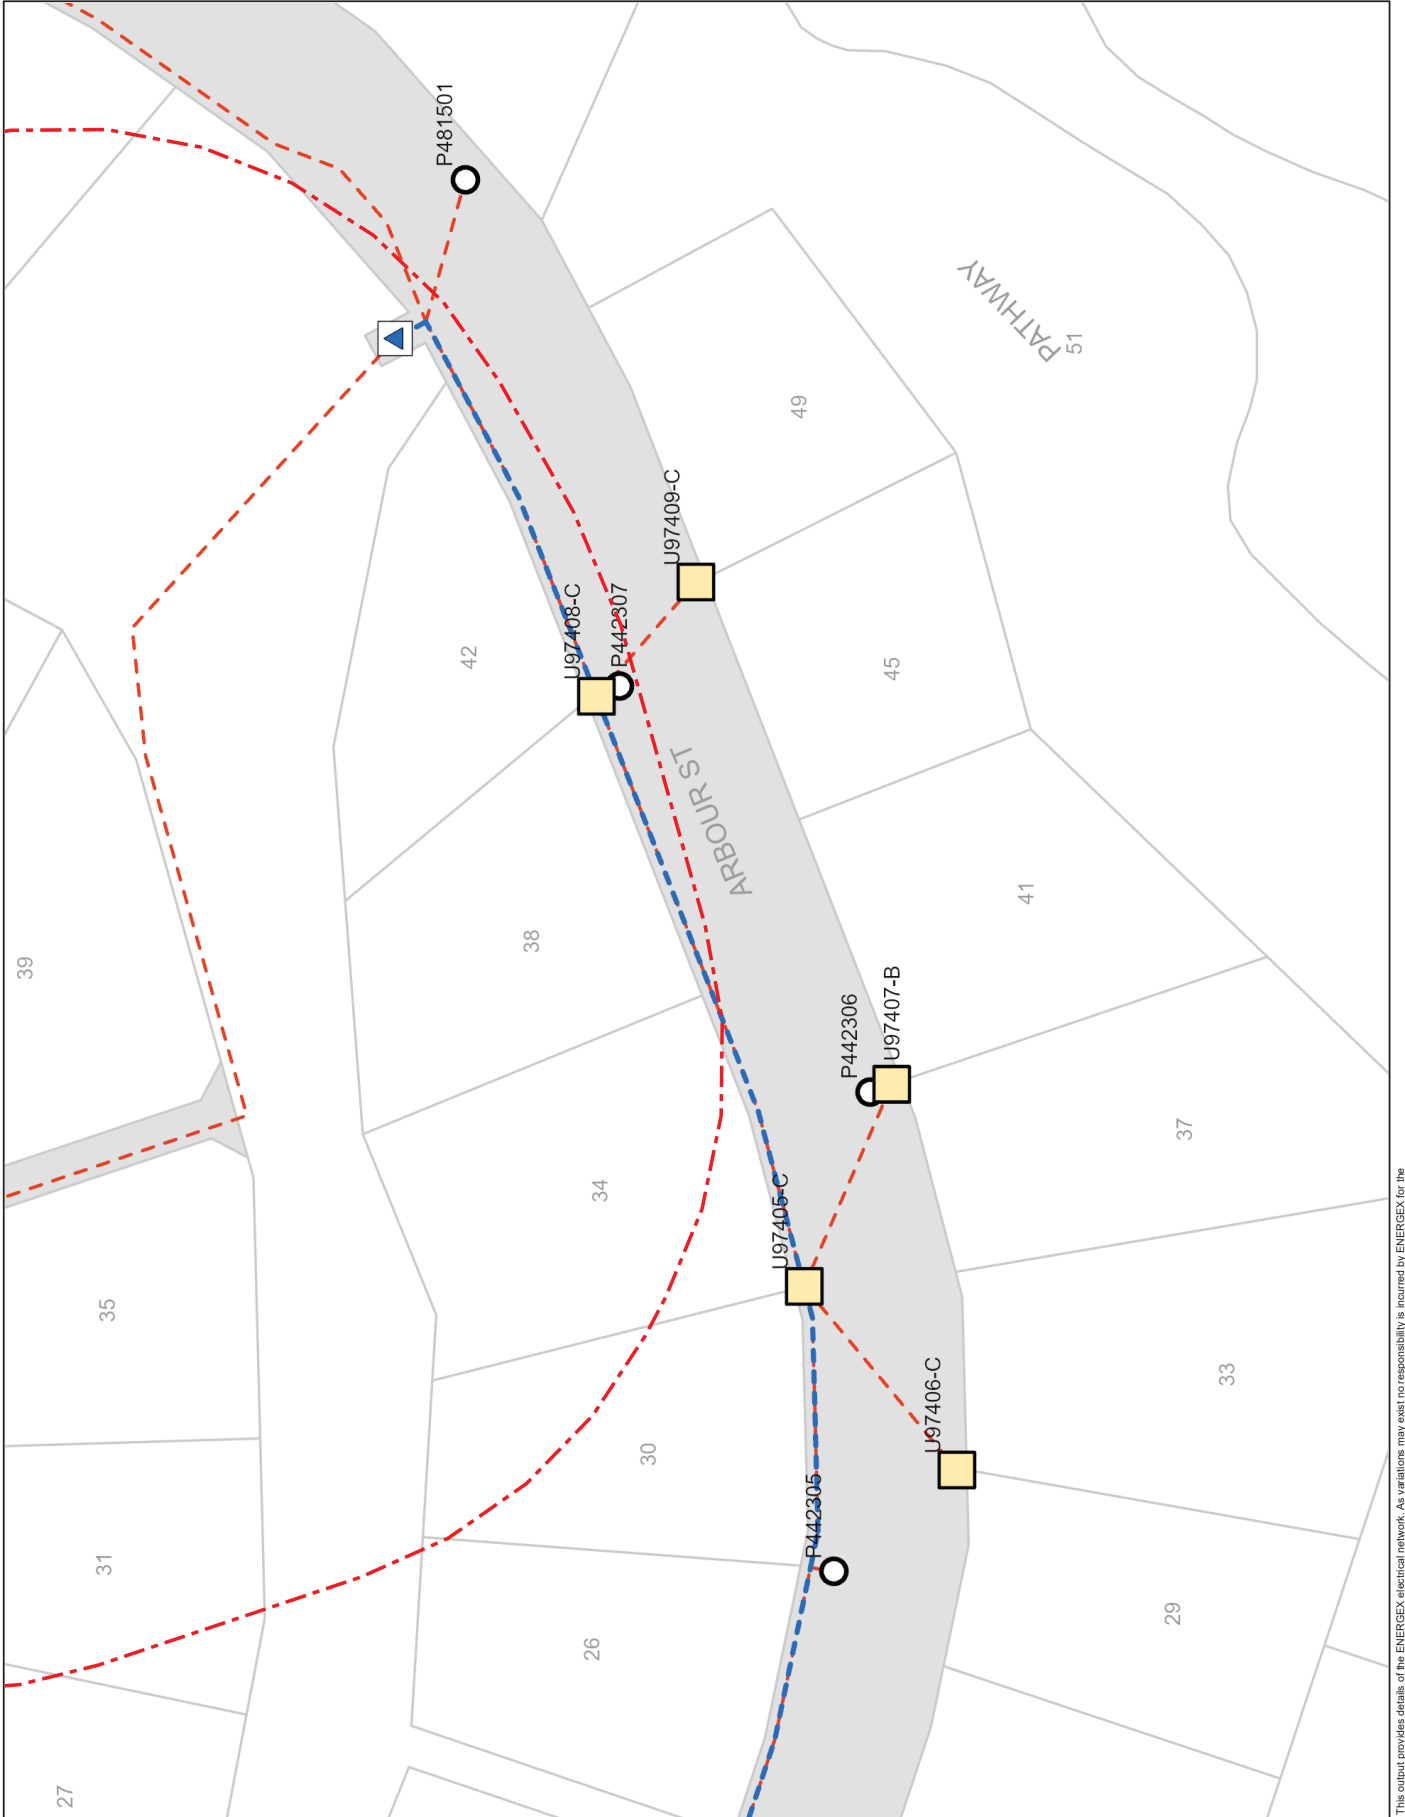 P481501
PATHWAY
51
49
U97409-C
U97408-C
P442307
42
45
ARBOUR ST
38
41
39
P442306
U97407-B
37
34
U97405-C
35
33
U97406-C
30
P442305
31
29
26
27
This output provides details of the ENERGEX electrical network. As variations may exist no responsibility is incurred by ENERGEX for the